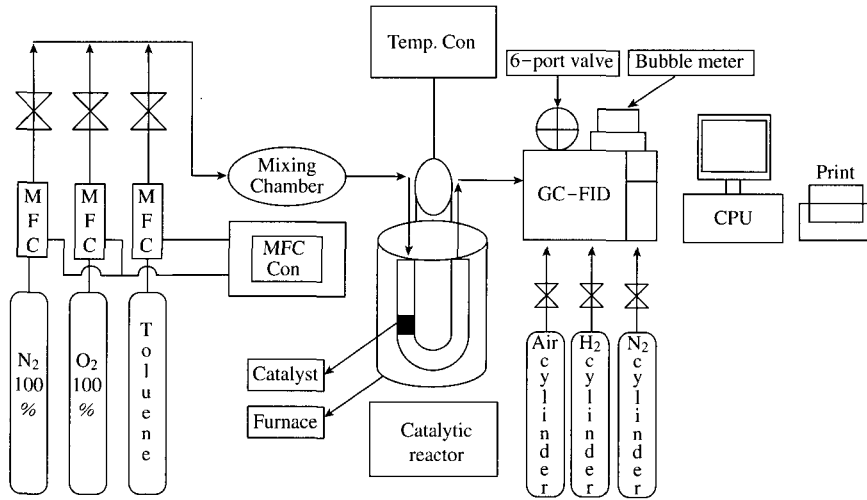 Temp. Con
6-port valve
Bubble meter
Mixing
Chamber
M
F
C
M
F
C
M
F
C
MFC
Con
GC-FID
CPU
Print
N2
100
%
O2
100
%
T
o
l
u
e
n
e
Catalyst
Furnace
Catalytic
reactor
Air
c
y
l
i
n
d
e
r
H2
c
y
l
i
n
d
e
r
N2
c
y
l
i
n
d
e
r